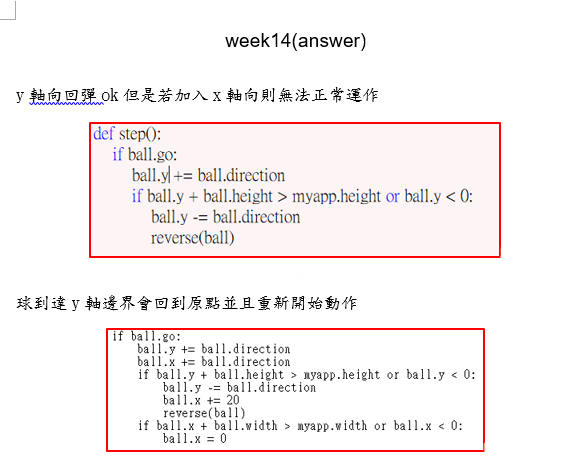 week14(answer)
y 軸向回彈 ok 但是若加入 x 軸向則無法正常運作
def step():
if ball.go:
ball.y += ball.direction
if ball.y + ball.height > myapp.height or ball.y < 0:
ball.y -= ball.direction
reverse(ball)
球到達 y 軸邊界會回到原點並且重新開始動作
if ball.go:
ball.y += ball.direction
ball.x += ball.direction
if ball.y + ball.height > myapp.height or ball.y < 0:
ball.y -= ball.direction
ball.x += 20
reverse(ball)
if ball.x + ball.width > myapp.width or ball.x < 0:
ball.x = 0